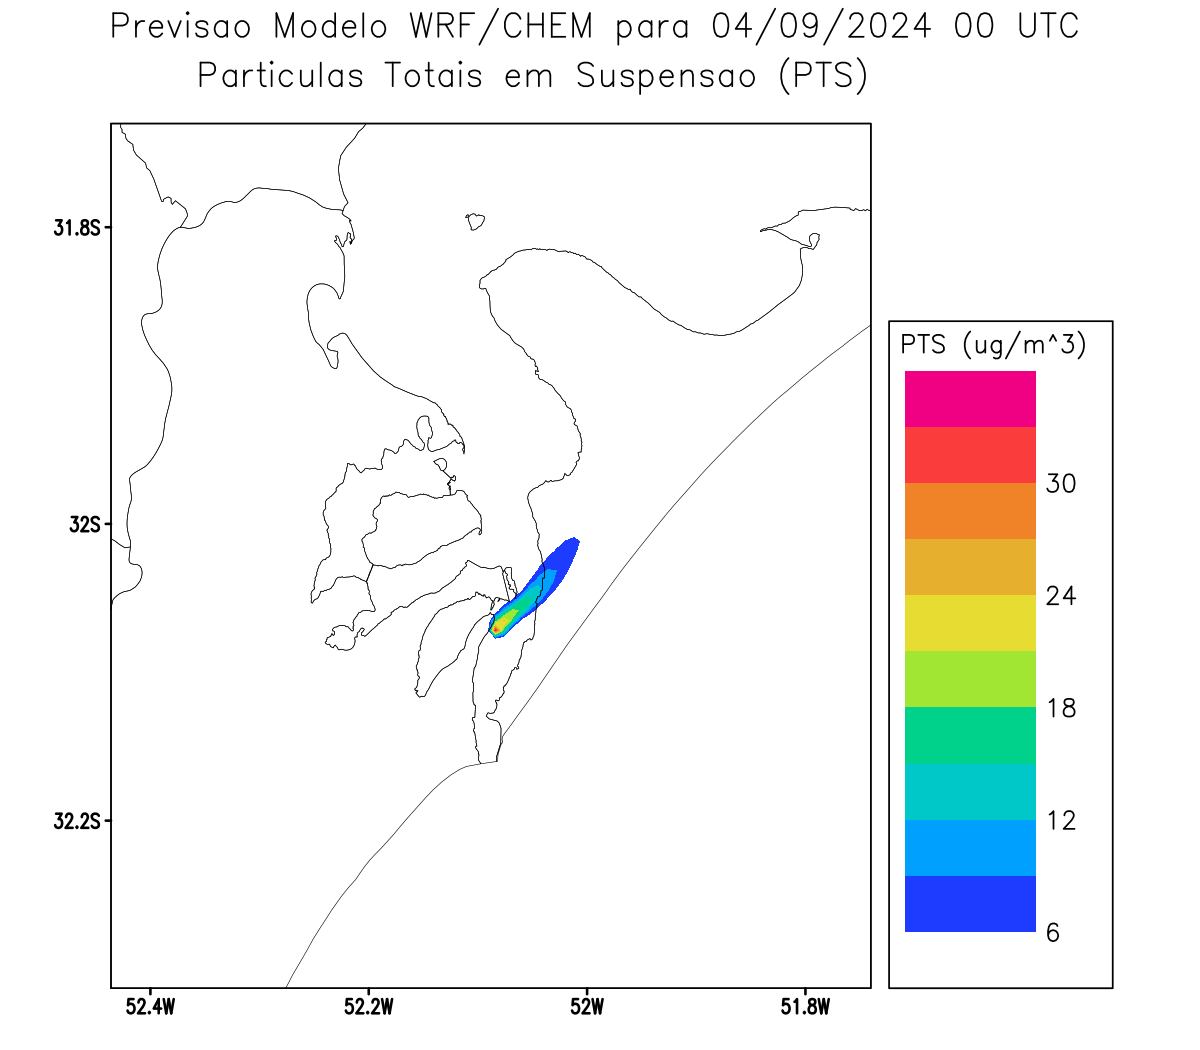 Previsao Modelo WRF/CHEM para 04/09/2024 00 UTC
Particulas Totais em Suspensao (PTS)
31.8S
32S
32.2S
52.4W
52.2W
52W
51.8W
PTS (ug/m^3)
30
24
18
12
6